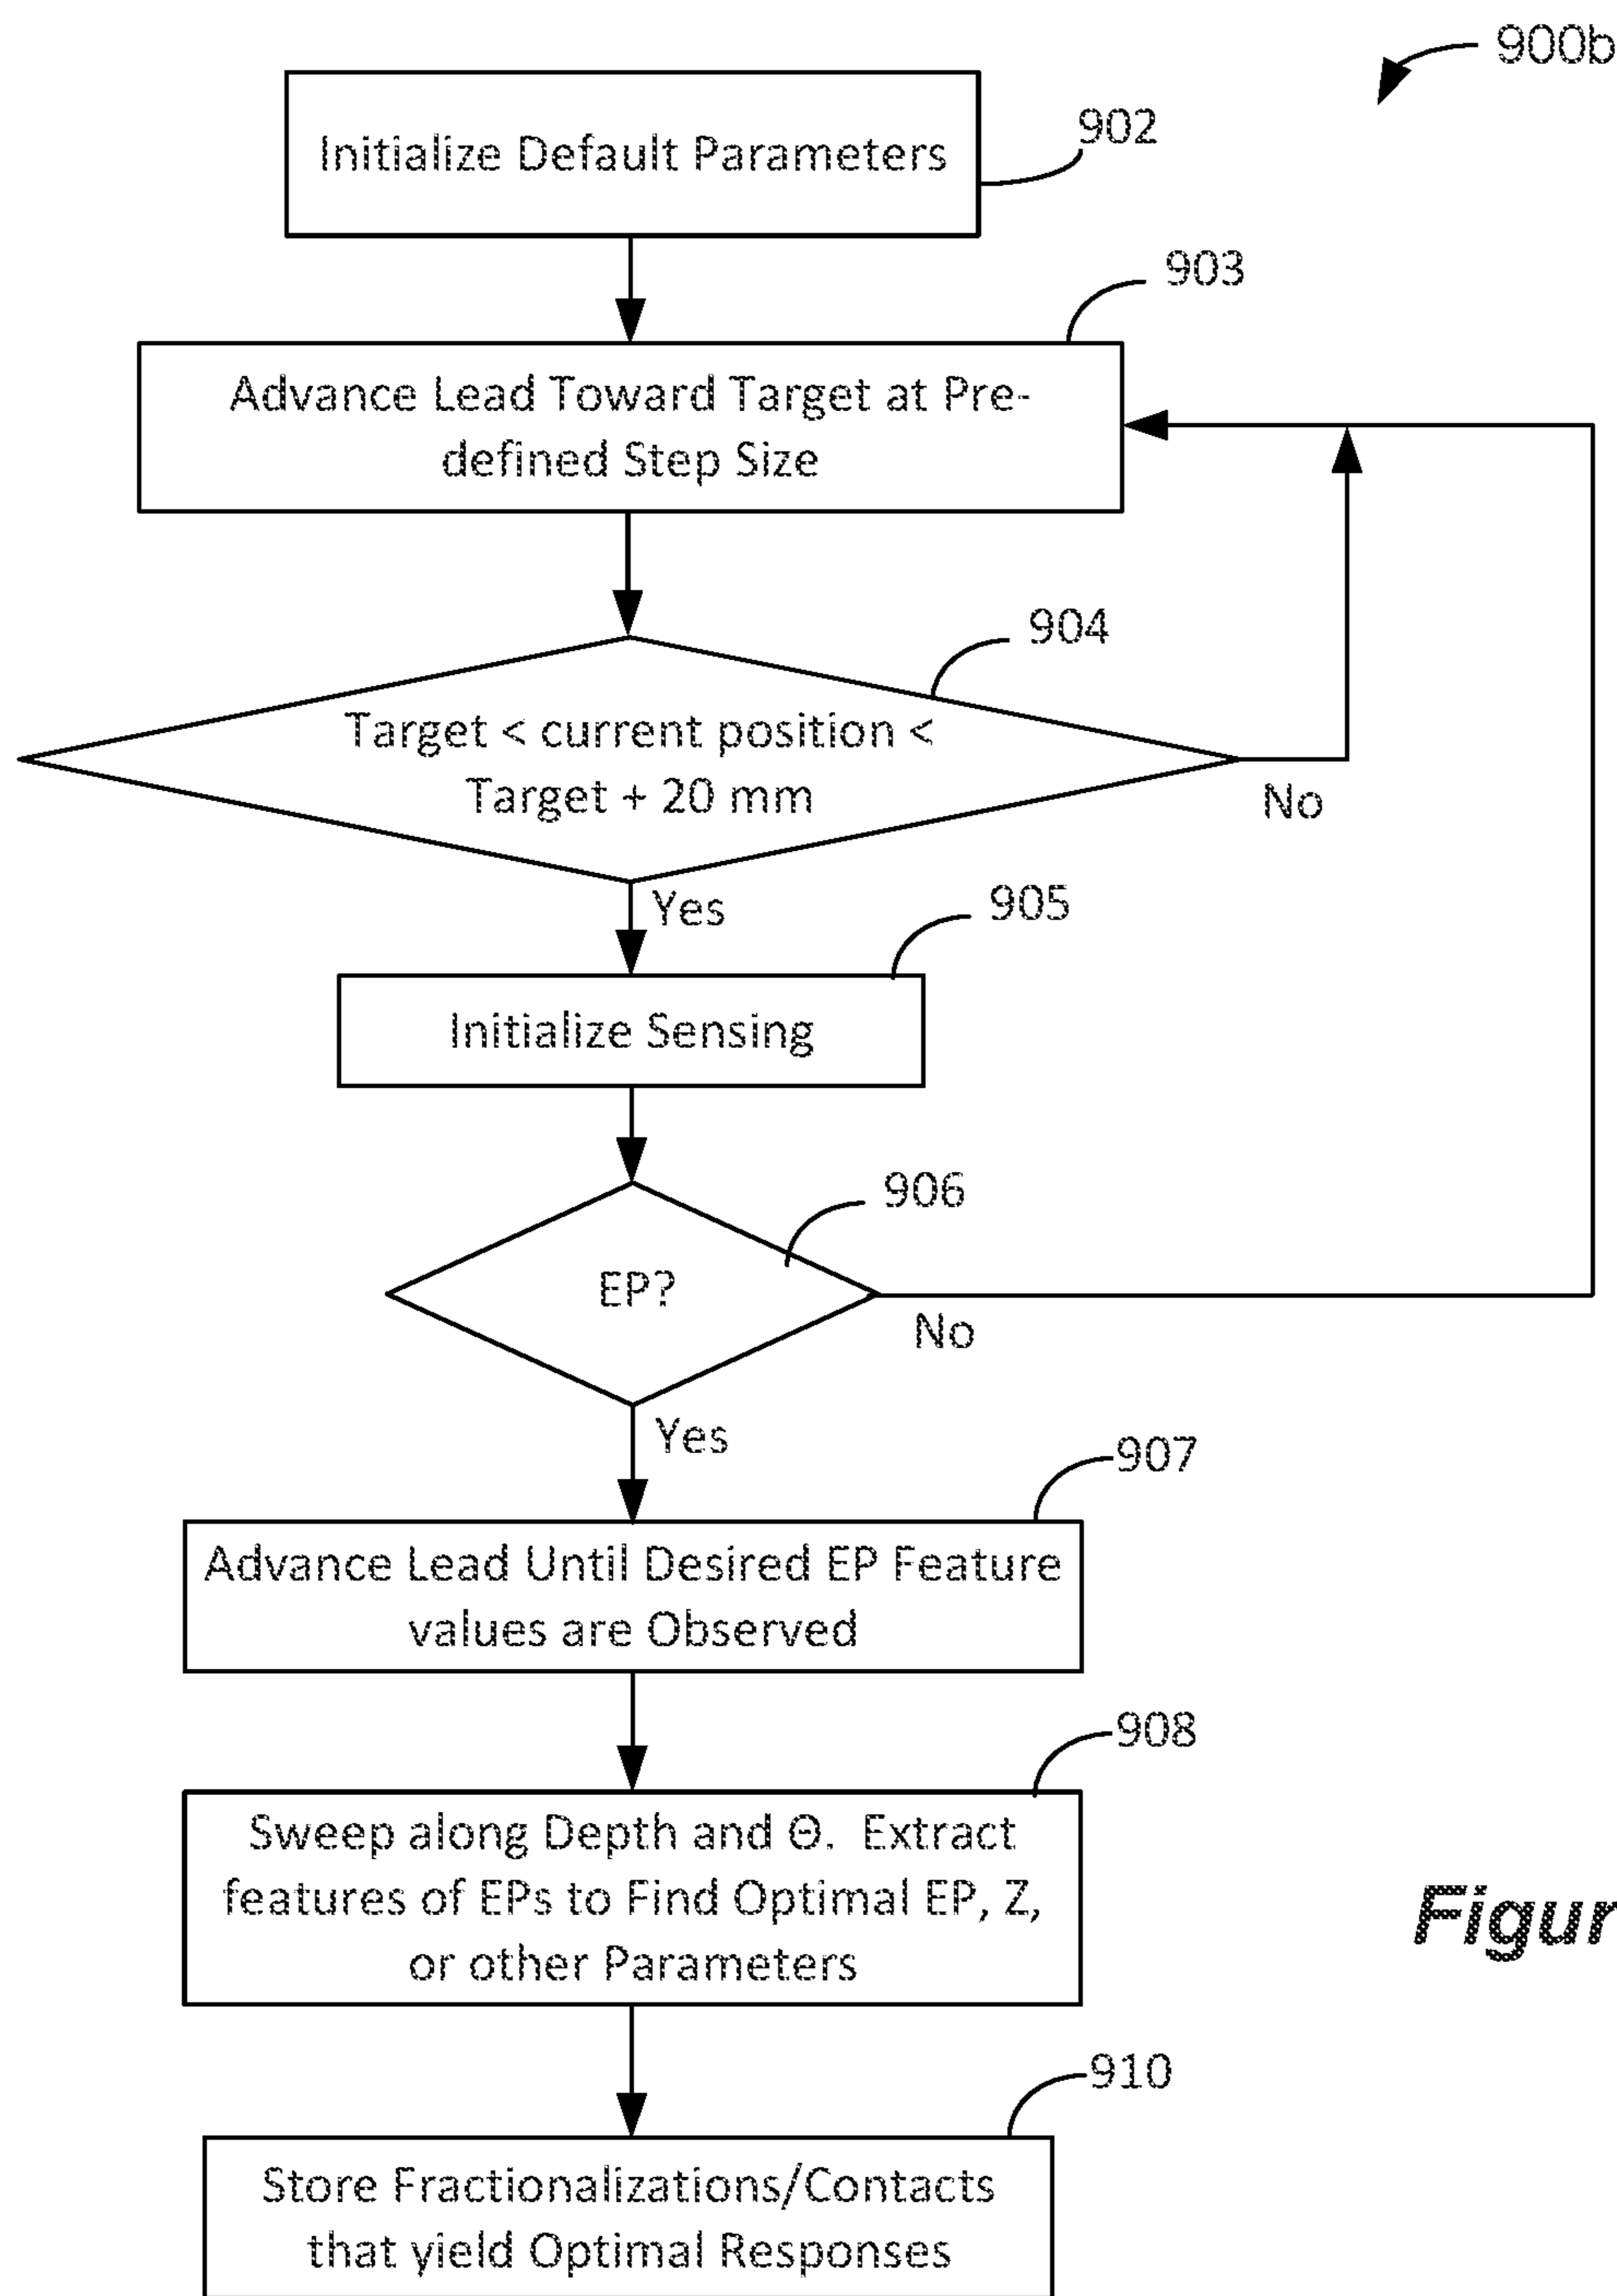 900b
Initialize Default Parameters
902
903
Advance Lead Toward Target at Pre-
defined Step Size
904
Target < current position <
Target + 20 mm
No
Yes
905
Initialize Sensing
906
EP?
No
Yes
907
Advance Lead Until Desired EP Feature
values are Observed
908
Sweep along Depth and Θ. Extract
features of EPs to Find Optimal EP, Z,
or other Parameters
Figur
910
Store Fractionalizations/Contacts
that yield Optimal Responses